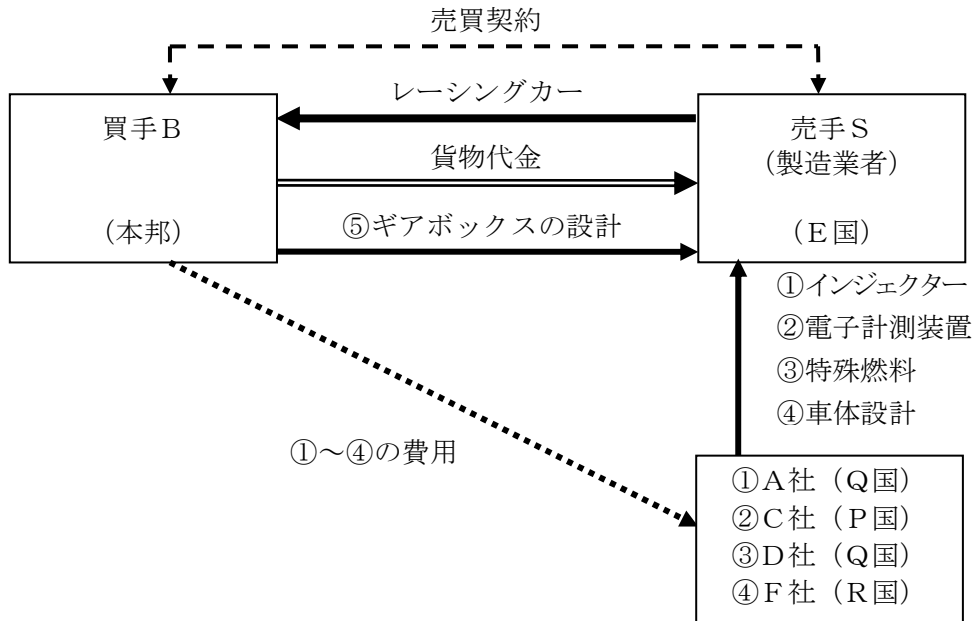 売買契約
レーシングカー
買手Ｂ
（本邦）
貨物代金
⑤ギアボックスの設計
売手Ｓ
（製造業者）
（Ｅ国）
①インジェクター
②電子計測装置
③特殊燃料
④車体設計
①～④の費用
①Ａ社（Ｑ国）
②Ｃ社（Ｐ国）
③Ｄ社（Ｑ国）
④Ｆ社（Ｒ国）